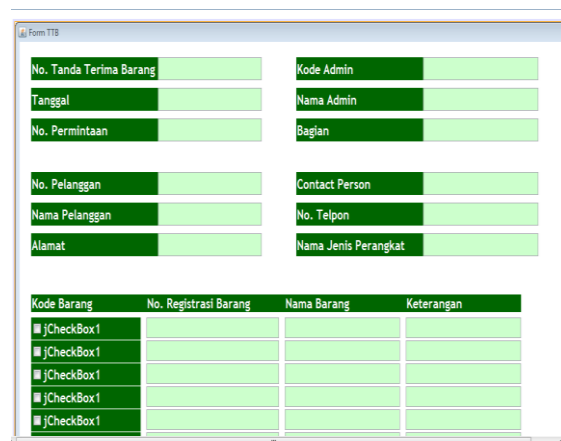 Form TTB
No. Tanda Terima Barang
Kode Admin
Tanggal
Nama Admin
No. Permintaan
Bagian
No. Pelanggan
Contact Person
Nama Pelanggan
No. Telpon
Alamat
Nama Jenis Perangkat
Kode Barang No. Registrasi Barang Nama Barang Keterangan
jCheckBox1
jCheckBox1
jCheckBox1
jCheckBox1
jCheckBox1